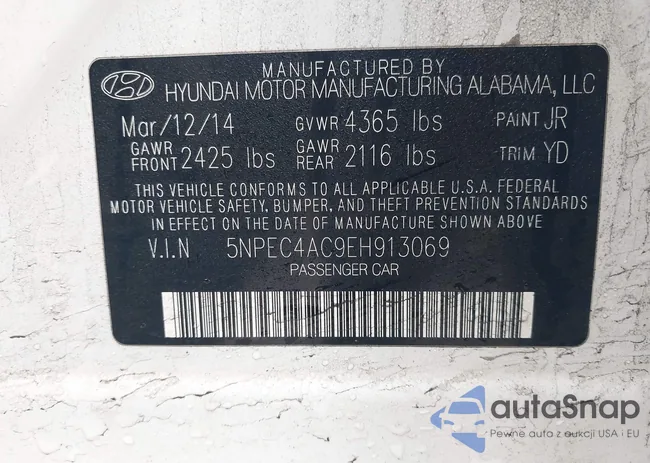 MANUFACTURED BY
HYUNDAI MOTOR MANUFACTURING ALABAMA, LLC
Mar/12/14 GVWR 4365 lbs PAINT JR
GAWR FRONT 2425 lbs GAWR REAR 2116 lbs TRIM YD
THIS VEHICLE CONFORMS TO ALL APPLICABLE U.S.A. FEDERAL
MOTOR VEHICLE SAFETY, BUMPER, AND THEFT PREVENTION STANDARDS
IN EFFECT ON THE DATE OF MANUFACTURE SHOWN ABOVE
V.I.N 5NPEC4AC9EH913069
PASSENGER CAR
autaSnap
Pewne auta z aukcji USA i EU